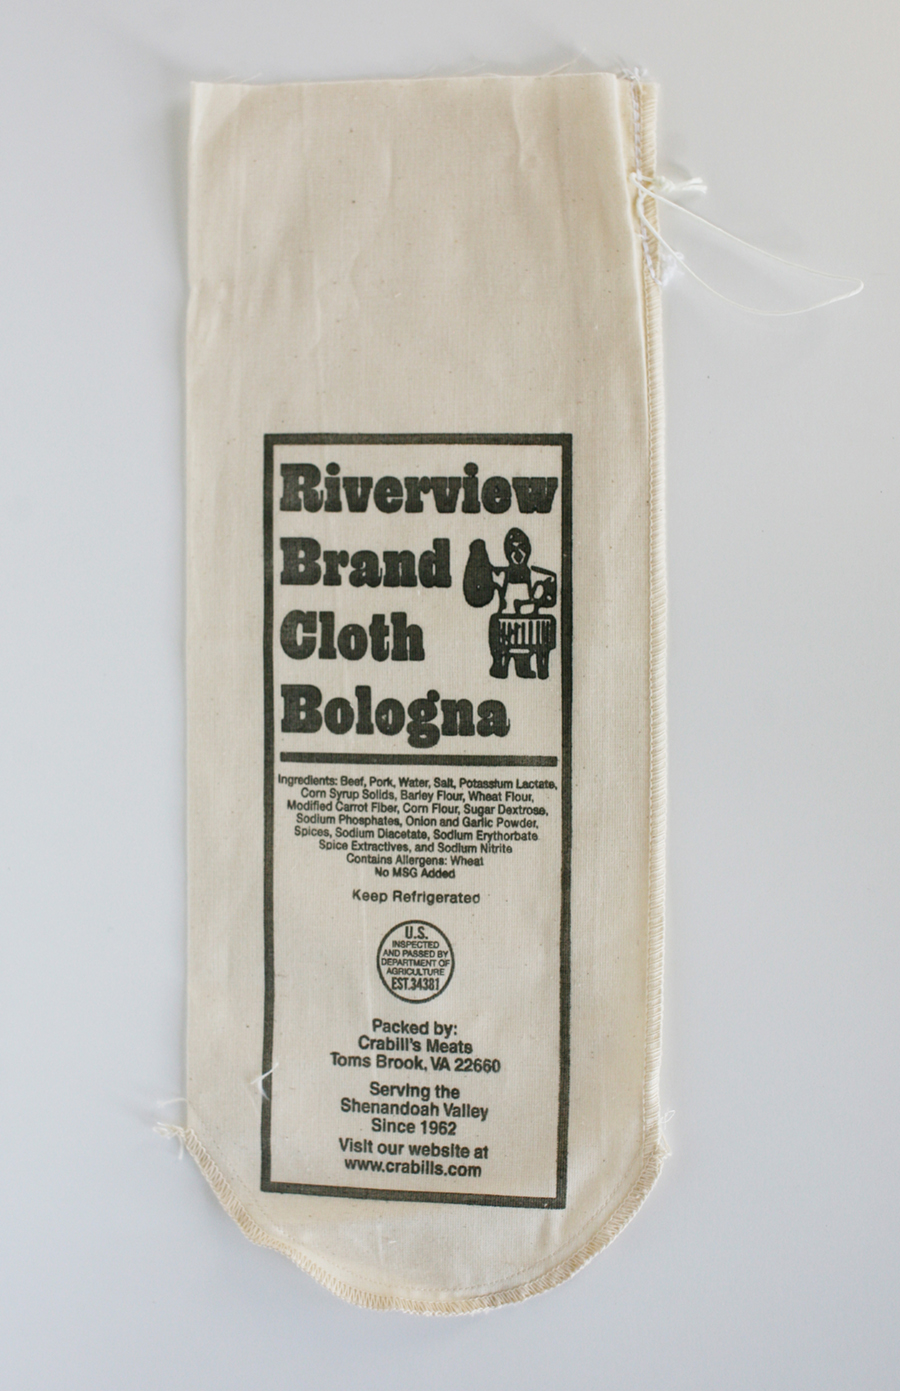 Riverview
Brand
Cloth
Bologna
Ingredients: Beef, Pork, Water, Salt, Potassium Lactate,
Corn Syrup Solids, Barley Flour, Wheat Flour,
Modified Carrot Fiber, Corn Flour, Sugar Dextrose,
Sodium Phosphates, Onion and Garlic Powder,
Spices, Sodium Diacetate, Sodium Erythorbate
Spice Extractives, and Sodium Nitrite
Contains Allergens: Wheat
No MSG Added
Keep Refrigerated
U.S.
INSPECTED
AND PASSED BY
DEPARTMENT OF
AGRICULTURE
EST.34381
Packed by:
Crabill's Meats
Toms Brook, VA 22660
Serving the
Shenandoah Valley
Since 1962
Visit our website at
www.crabills.com